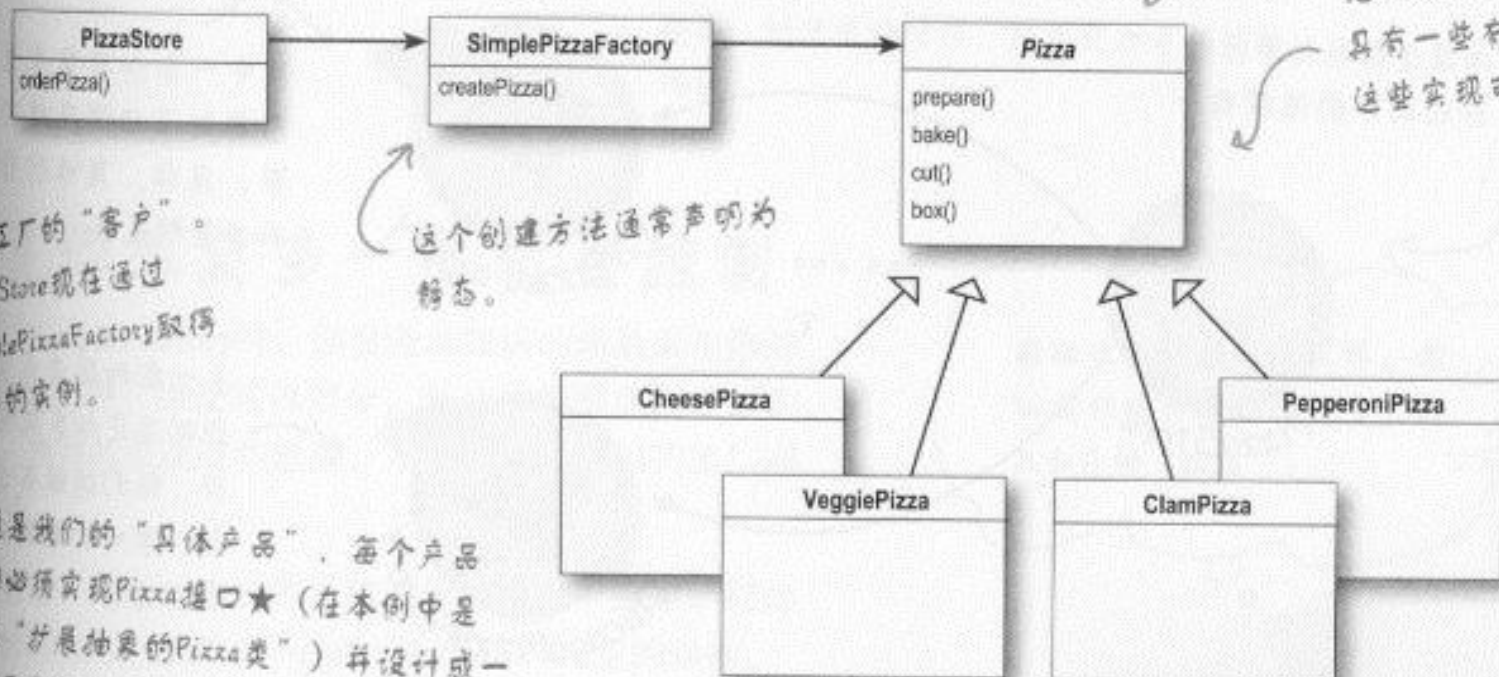 PizzaStore
orderPizza()
SimplePizzaFactory
createPizza()
Pizza
prepare()
bake()
cut()
box()
具有一些有
这些实现可
工厂的“客户”。
Store现在通过
lePizzaFactory取得
的实例。
这个创建方法通常声明为
静态。
CheesePizza
VeggiePizza
ClamPizza
PepperoniPizza
是我们的“具体产品”，每个产品
必须实现Pizza接口★（在本例中是
“扩展抽象的Pizza类”）并设计成一